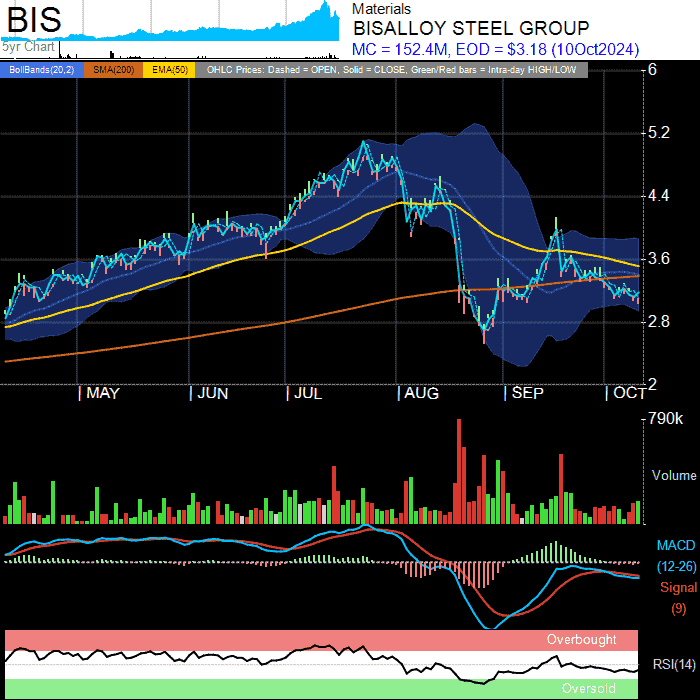 BIS
5yr Chart
Materials
BISALLOY STEEL GROUP
MC = 152.4M, EOD = $3.18 (10Oct2024)
BollBands(20,2) SMA(200) EMA(50) OHLC Prices: Dashed = OPEN, Solid = CLOSE, Green/Red bars = Intra-day HIGH/LOW
6
5.2
4.4
3.6
2.8
2
MAY JUN JUL AUG SEP OCT
790k
Volume
MACD
(12-26)
Signal
(9)
Overbought
RSI(14)
Oversold